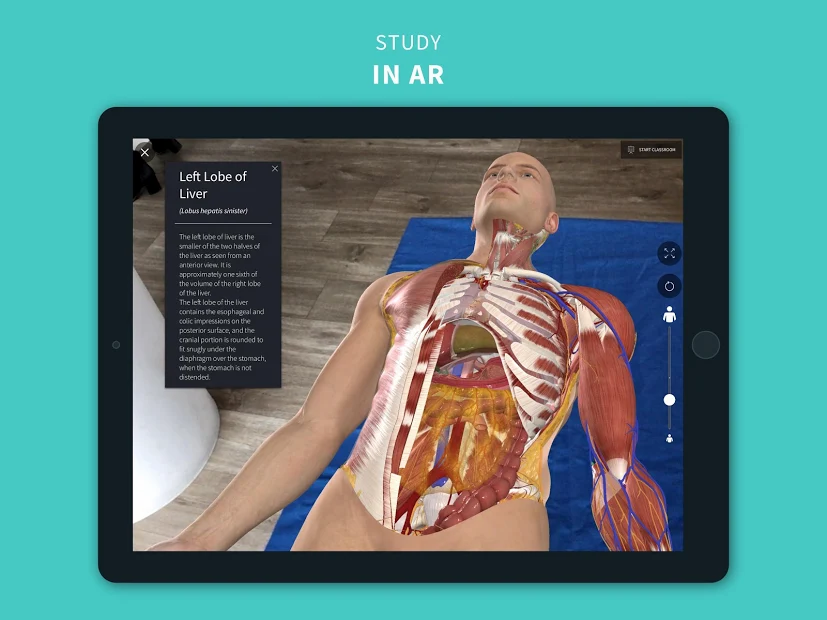 STUDY
IN AR
START CLASSROOM
Left Lobe of
Liver
(Lobus hepatis sinister)
The left lobe of liver is the
smaller of the two halves of
the liver as seen from an
anterior view. It is
approximately one sixth of
the volume of the right lobe
of the liver.
The left lobe of the liver
contains the esophageal and
colic impressions on the
posterior surface, and the
cranial portion is rounded to
fit snugly under the
diaphragm over the stomach,
when the stomach is not
distended.